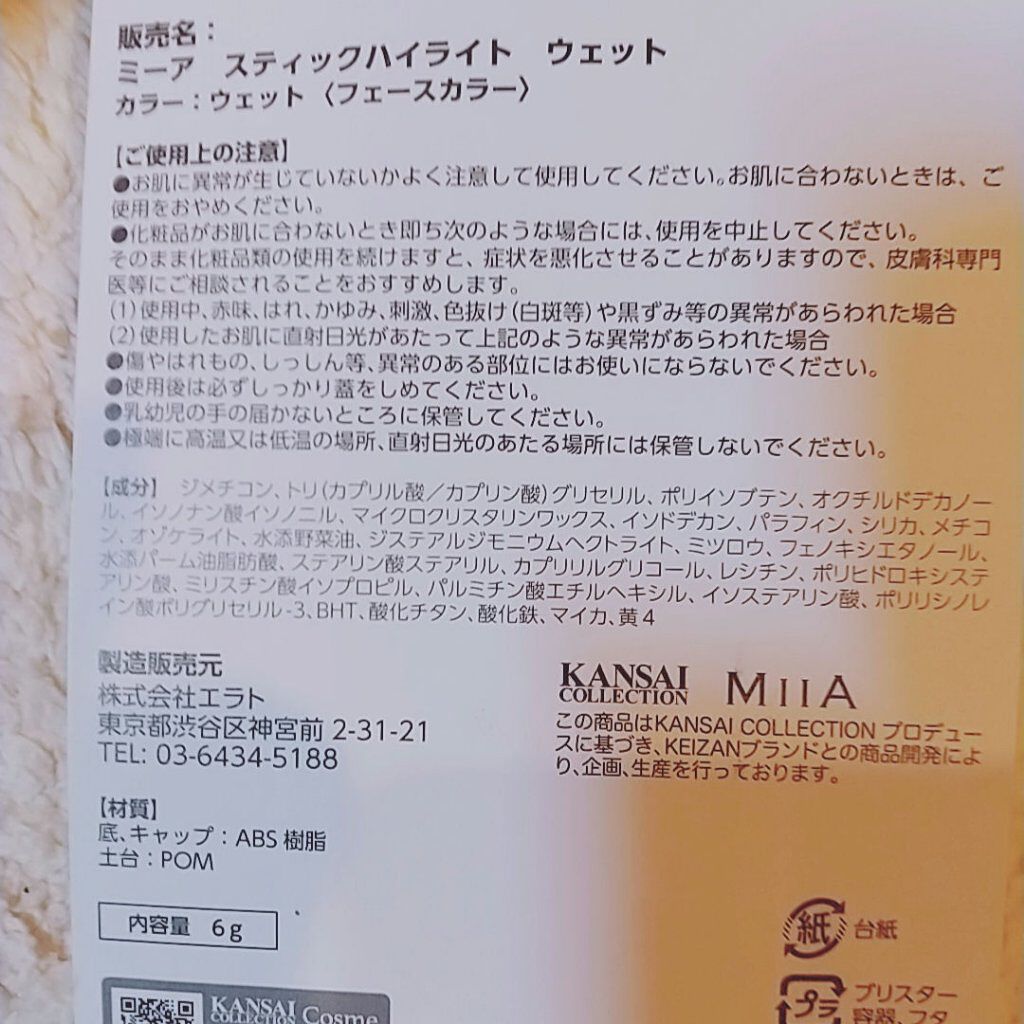 販売名：
ミーア　スティックハイライト　ウェット
カラー：ウェット〈フェースカラー〉
【ご使用上の注意】
●お肌に異常が生じていないかよく注意して使用してください。お肌に合わないときは、ご
使用をおやめください。
●化粧品がお肌に合わないとき即ち次のような場合には、使用を中止してください。
そのまま化粧品類の使用を続けますと、症状を悪化させることがありますので、皮膚科専門
医等にご相談されることをおすすめします。
(1)使用中、赤味、はれ、かゆみ、刺激、色抜け(白斑等)や黒ずみ等の異常があらわれた場合
(2)使用したお肌に直射日光があたって上記のような異常があらわれた場合
●傷やはれもの、しっしん等、異常のある部位にはお使いにならないでください。
●使用後は必ずしっかり蓋をしめてください。
●乳幼児の手の届かないところに保管してください。
●極端に高温又は低温の場所、直射日光のあたる場所には保管しないでください。
【成分】　ジメチコン、トリ(カプリル酸／カプリン酸)グリセリル、ポリイソブテン、オクチルドデカノー
ル、イソノナン酸イソノニル、マイクロクリスタリンワックス、イソドデカン、パラフィン、シリカ、メチコ
ン、オゾケライト、水添野菜油、ジステアルジモニウムヘクトライト、ミツロウ、フェノキシエタノール、
水添パーム油脂肪酸、ステアリン酸ステアリル、カプリリルグリコール、レシチン、ポリヒドロキシステ
アリン酸、ミリスチン酸イソプロピル、パルミチン酸エチルヘキシル、イソステアリン酸、ポリリシノレ
イン酸ポリグリセリル-3、BHT、酸化チタン、酸化鉄、マイカ、黄4
製造販売元
株式会社エラト
東京都渋谷区神宮前 2-31-21
TEL: 03-6434-5188
KANSAI
COLLECTION
MIIA
この商品はKANSAI COLLECTION プロデュー
スに基づき、KEIZANブランドとの商品開発によ
り、企画、生産を行っております。
【材質】
底、キャップ：ABS 樹脂
土台：POM
内容量　6g
紙 台紙
プラ ブリスター
容器、フタ
KANSAI
COLLECTION Cosme